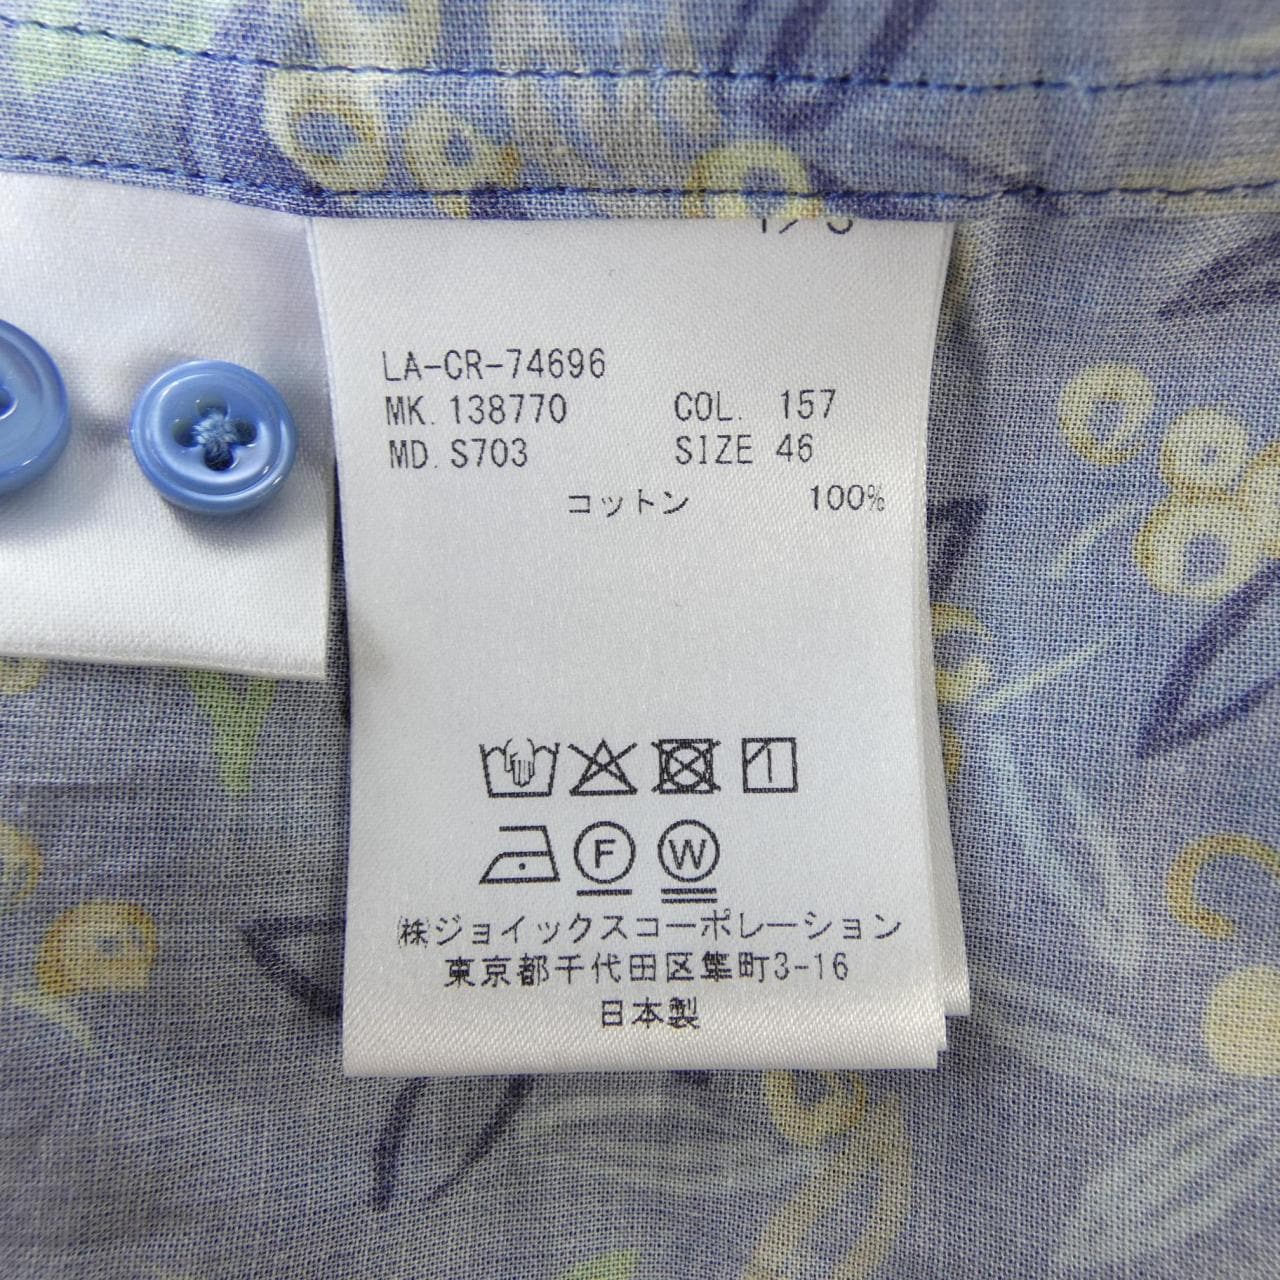 LA-CR-74696
MK. 138770 COL. 157
MD. S703 SIZE 46
コットン 100%
F W
㈱ジョイックスコーポレーション
東京都千代田区隼町3-16
日本製